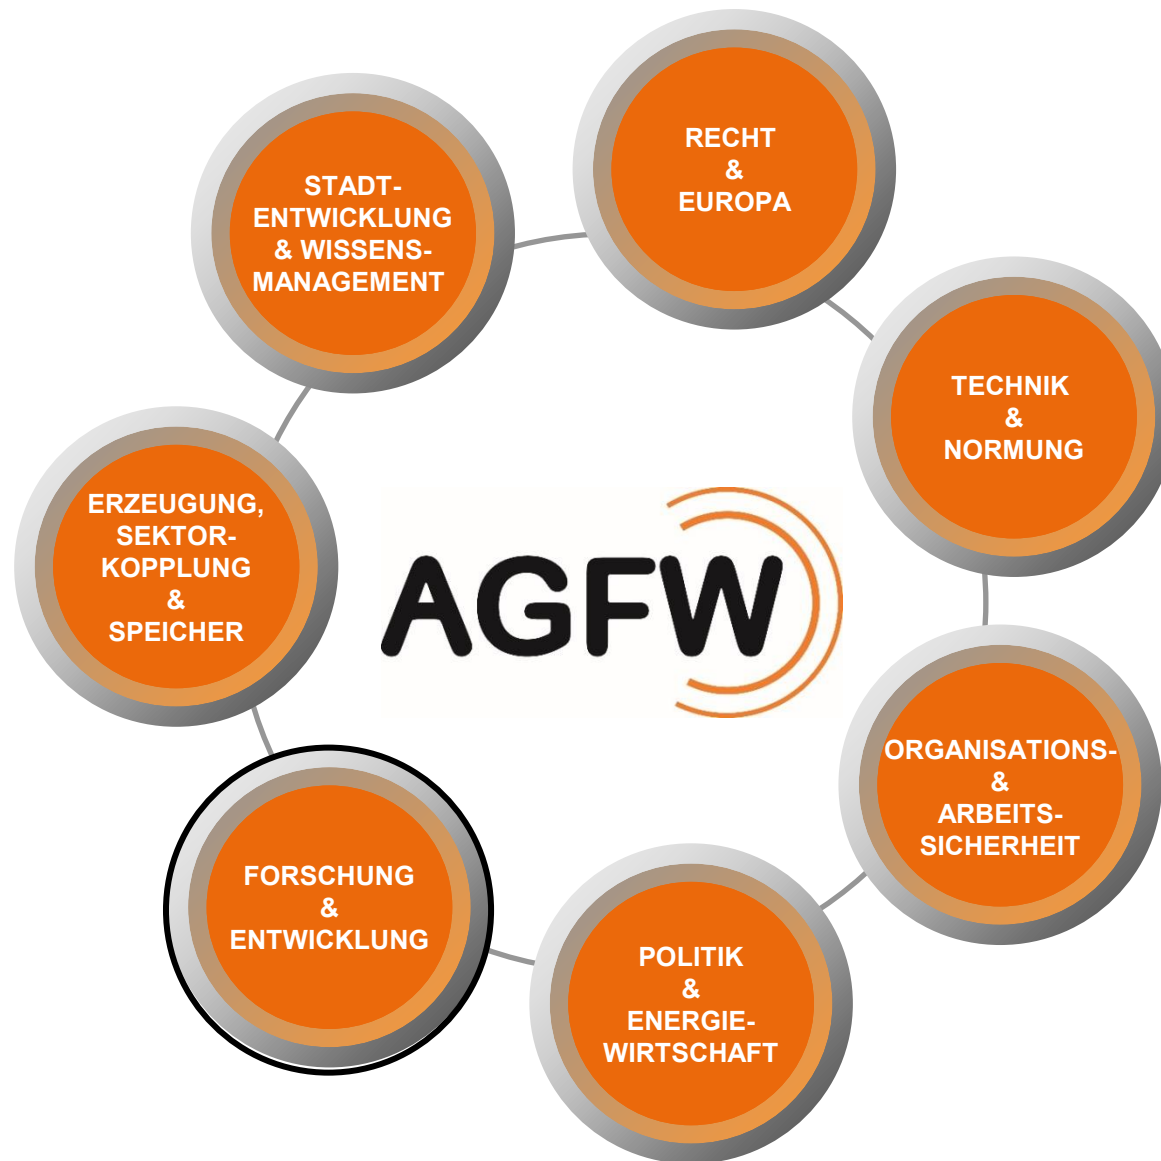 RECHT
&
EUROPA
STADT-
ENTWICKLUNG
& WISSENS-
MANAGEMENT
TECHNIK
&
NORMUNG
ERZEUGUNG,
SEKTOR-
KOPPLUNG
&
SPEICHER
AGFW
ORGANISATIONS-
&
ARBEITS-
SICHERHEIT
FORSCHUNG
&
ENTWICKLUNG
POLITIK
&
ENERGIE-
WIRTSCHAFT